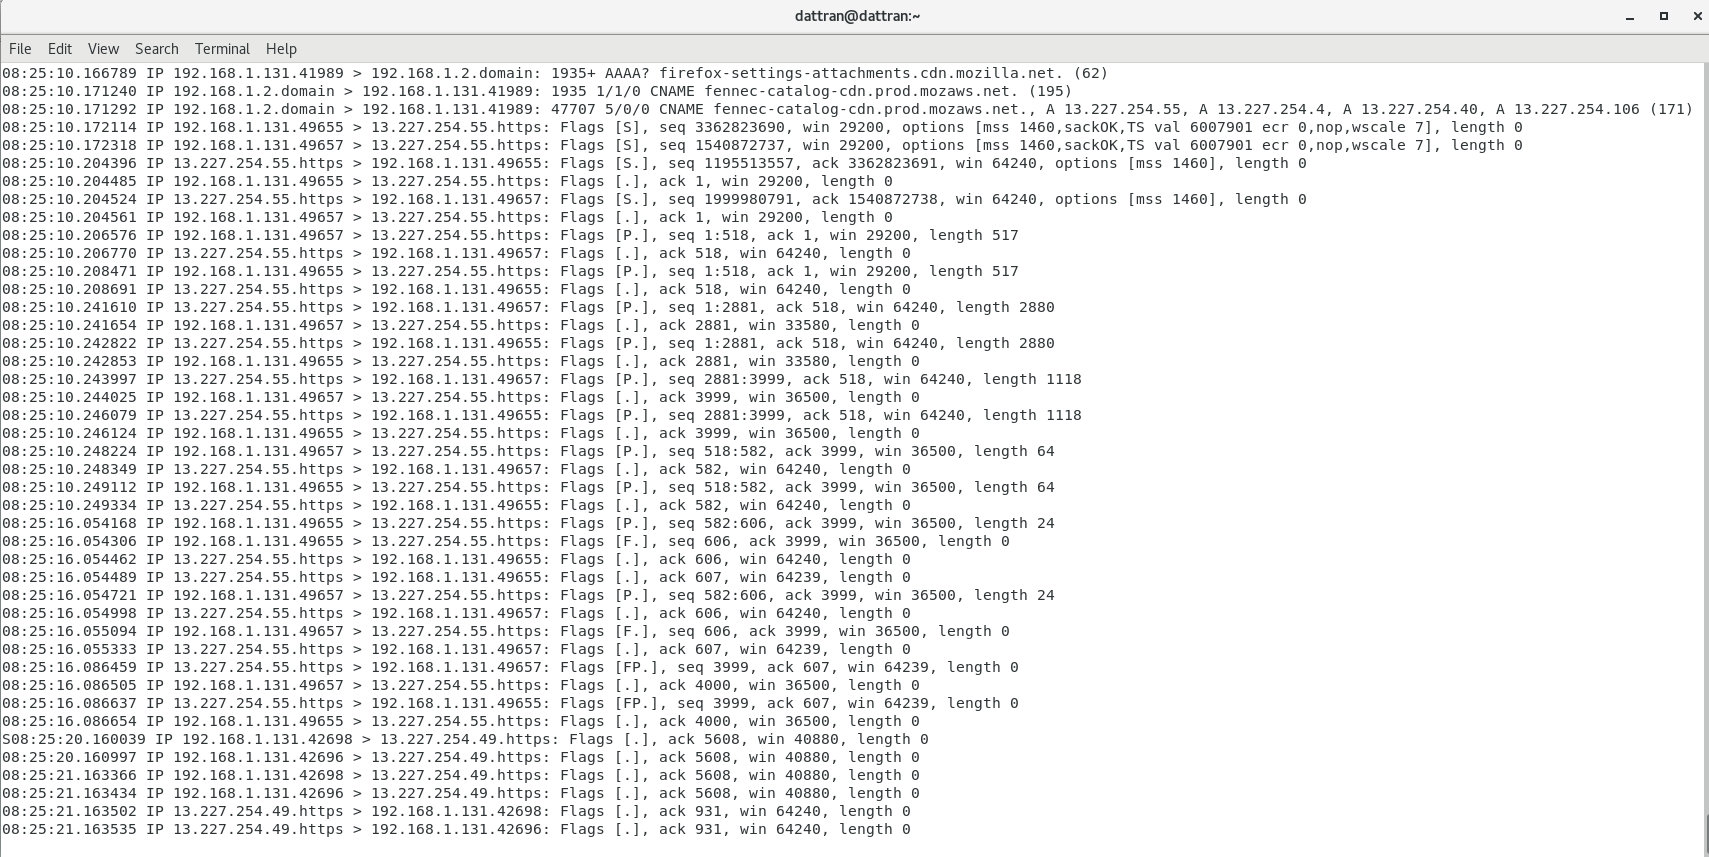 dattran@dattran:~
File Edit View Search Terminal Help
08:25:10.166789 IP 192.168.1.131.41989 > 192.168.1.2.domain: 1935+ AAAA? firefox-settings-attachments.cdn.mozilla.net. (62)
08:25:10.171240 IP 192.168.1.2.domain > 192.168.1.131.41989: 1935 1/1/0 CNAME fennec-catalog-cdn.prod.mozaws.net. (195)
08:25:10.171292 IP 192.168.1.2.domain > 192.168.1.131.41989: 47707 5/0/0 CNAME fennec-catalog-cdn.prod.mozaws.net., A 13.227.254.55, A 13.227.254.4, A 13.227.254.40, A 13.227.254.106 (171)
08:25:10.172114 IP 192.168.1.131.49655 > 13.227.254.55.https: Flags [S], seq 3362823690, win 29200, options [mss 1460,sackOK,TS val 6007901 ecr 0,nop,wscale 7], length 0
08:25:10.172318 IP 192.168.1.131.49657 > 13.227.254.55.https: Flags [S], seq 1540872737, win 29200, options [mss 1460,sackOK,TS val 6007901 ecr 0,nop,wscale 7], length 0
08:25:10.204396 IP 13.227.254.55.https > 192.168.1.131.49655: Flags [S.], seq 1195513557, ack 3362823691, win 64240, options [mss 1460], length 0
08:25:10.204485 IP 192.168.1.131.49655 > 13.227.254.55.https: Flags [.], ack 1, win 29200, length 0
08:25:10.204524 IP 13.227.254.55.https > 192.168.1.131.49657: Flags [S.], seq 1999980791, ack 1540872738, win 64240, options [mss 1460], length 0
08:25:10.204561 IP 192.168.1.131.49657 > 13.227.254.55.https: Flags [.], ack 1, win 29200, length 0
08:25:10.206576 IP 192.168.1.131.49657 > 13.227.254.55.https: Flags [P.], seq 1:518, ack 1, win 29200, length 517
08:25:10.206770 IP 13.227.254.55.https > 192.168.1.131.49657: Flags [.], ack 518, win 64240, length 0
08:25:10.208471 IP 192.168.1.131.49655 > 13.227.254.55.https: Flags [P.], seq 1:518, ack 1, win 29200, length 517
08:25:10.208691 IP 13.227.254.55.https > 192.168.1.131.49655: Flags [.], ack 518, win 64240, length 0
08:25:10.241610 IP 13.227.254.55.https > 192.168.1.131.49657: Flags [P.], seq 1:2881, ack 518, win 64240, length 2880
08:25:10.241654 IP 192.168.1.131.49657 > 13.227.254.55.https: Flags [.], ack 2881, win 33580, length 0
08:25:10.242822 IP 13.227.254.55.https > 192.168.1.131.49655: Flags [P.], seq 1:2881, ack 518, win 64240, length 2880
08:25:10.242853 IP 192.168.1.131.49655 > 13.227.254.55.https: Flags [.], ack 2881, win 33580, length 0
08:25:10.243997 IP 13.227.254.55.https > 192.168.1.131.49657: Flags [P.], seq 2881:3999, ack 518, win 64240, length 1118
08:25:10.244025 IP 192.168.1.131.49657 > 13.227.254.55.https: Flags [.], ack 3999, win 36500, length 0
08:25:10.246079 IP 13.227.254.55.https > 192.168.1.131.49655: Flags [P.], seq 2881:3999, ack 518, win 64240, length 1118
08:25:10.246124 IP 192.168.1.131.49655 > 13.227.254.55.https: Flags [.], ack 3999, win 36500, length 0
08:25:10.248224 IP 192.168.1.131.49657 > 13.227.254.55.https: Flags [P.], seq 518:582, ack 3999, win 36500, length 64
08:25:10.248349 IP 13.227.254.55.https > 192.168.1.131.49657: Flags [.], ack 582, win 64240, length 0
08:25:10.249112 IP 192.168.1.131.49655 > 13.227.254.55.https: Flags [P.], seq 518:582, ack 3999, win 36500, length 64
08:25:10.249334 IP 13.227.254.55.https > 192.168.1.131.49655: Flags [.], ack 582, win 64240, length 0
08:25:16.054168 IP 192.168.1.131.49655 > 13.227.254.55.https: Flags [P.], seq 582:606, ack 3999, win 36500, length 24
08:25:16.054306 IP 192.168.1.131.49655 > 13.227.254.55.https: Flags [F.], seq 606, ack 3999, win 36500, length 0
08:25:16.054462 IP 13.227.254.55.https > 192.168.1.131.49655: Flags [.], ack 606, win 64240, length 0
08:25:16.054489 IP 13.227.254.55.https > 192.168.1.131.49655: Flags [.], ack 607, win 64239, length 0
08:25:16.054721 IP 192.168.1.131.49657 > 13.227.254.55.https: Flags [P.], seq 582:606, ack 3999, win 36500, length 24
08:25:16.054998 IP 13.227.254.55.https > 192.168.1.131.49657: Flags [.], ack 606, win 64240, length 0
08:25:16.055094 IP 192.168.1.131.49657 > 13.227.254.55.https: Flags [F.], seq 606, ack 3999, win 36500, length 0
08:25:16.055333 IP 13.227.254.55.https > 192.168.1.131.49657: Flags [.], ack 607, win 64239, length 0
08:25:16.086459 IP 13.227.254.55.https > 192.168.1.131.49657: Flags [FP.], seq 3999, ack 607, win 64239, length 0
08:25:16.086505 IP 192.168.1.131.49657 > 13.227.254.55.https: Flags [.], ack 4000, win 36500, length 0
08:25:16.086637 IP 13.227.254.55.https > 192.168.1.131.49655: Flags [FP.], seq 3999, ack 607, win 64239, length 0
08:25:16.086654 IP 192.168.1.131.49655 > 13.227.254.55.https: Flags [.], ack 4000, win 36500, length 0
S08:25:20.160039 IP 192.168.1.131.42698 > 13.227.254.49.https: Flags [.], ack 5608, win 40880, length 0
08:25:20.160997 IP 192.168.1.131.42696 > 13.227.254.49.https: Flags [.], ack 5608, win 40880, length 0
08:25:21.163366 IP 192.168.1.131.42698 > 13.227.254.49.https: Flags [.], ack 5608, win 40880, length 0
08:25:21.163434 IP 192.168.1.131.42696 > 13.227.254.49.https: Flags [.], ack 5608, win 40880, length 0
08:25:21.163502 IP 13.227.254.49.https > 192.168.1.131.42698: Flags [.], ack 931, win 64240, length 0
08:25:21.163535 IP 13.227.254.49.https > 192.168.1.131.42696: Flags [.], ack 931, win 64240, length 0